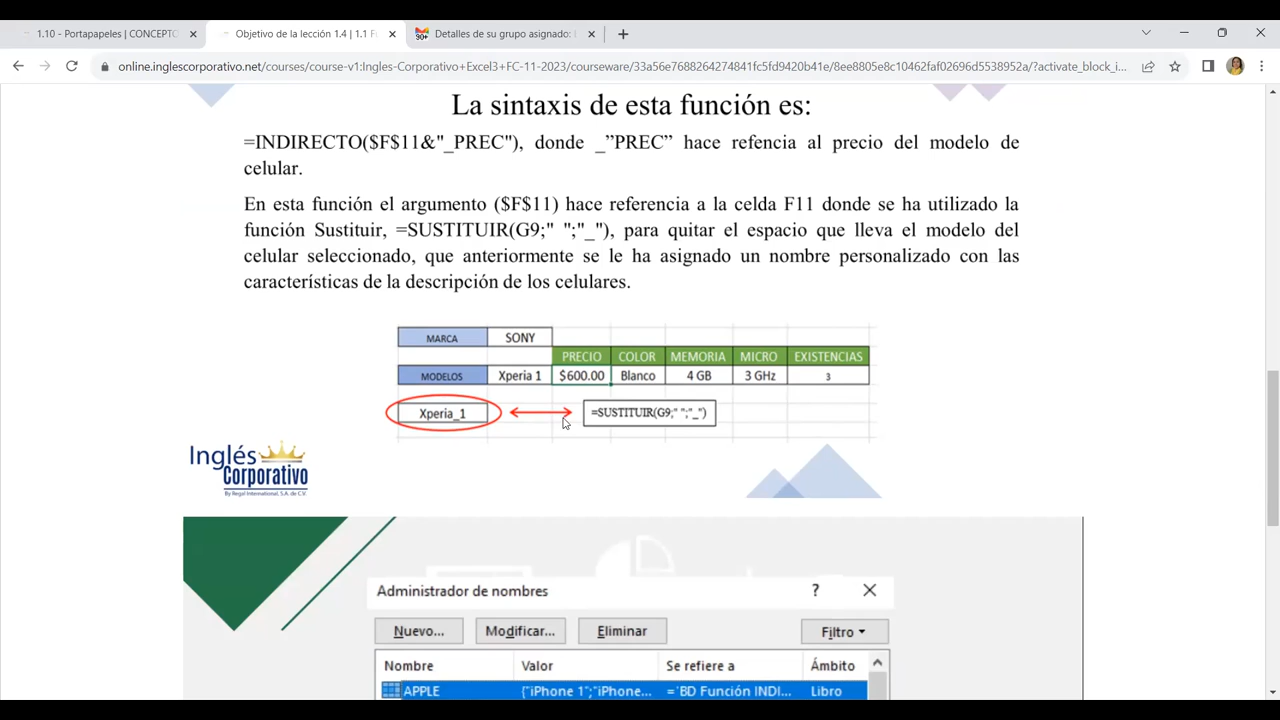 1.10 - Portapapeles | CONCEPTO
Objetivo de la lección 1.4 | 1.1 F
Detalles de su grupo asignado:
online.inglescorporativo.net/courses/course-v1:Ingles-Corporativo+Excel3+FC-11-2023/courseware/33a56e7688264274841fc5fd9420b41e/8ee8805e8c10462faf02696d5538952a/?activate_block_i...
La sintaxis de esta función es:
=INDIRECTO($F$11&"_PREC"), donde _”PREC” hace refencia al precio del modelo de
celular.
En esta función el argumento ($F$11) hace referencia a la celda F11 donde se ha utilizado la
función Sustituir, =SUSTITUIR(G9;" ";"_"), para quitar el espacio que lleva el modelo del
celular seleccionado, que anteriormente se le ha asignado un nombre personalizado con las
características de la descripción de los celulares.
MARCA SONY
PRECIO COLOR MEMORIA MICRO EXISTENCIAS
MODELOS Xperia 1 $600.00 Blanco 4 GB 3 GHz 3
Xperia_1 =SUSTITUIR(G9;" ";"_")
Inglés
Corporativo
By Regal International, S.A. de C.V.
Administrador de nombres ?
Nuevo... Modificar... Eliminar Filtro
Nombre Valor Se refiere a Ámbito
APPLE {"iPhone 1";"iPhone... ='BD Función INDI... Libro